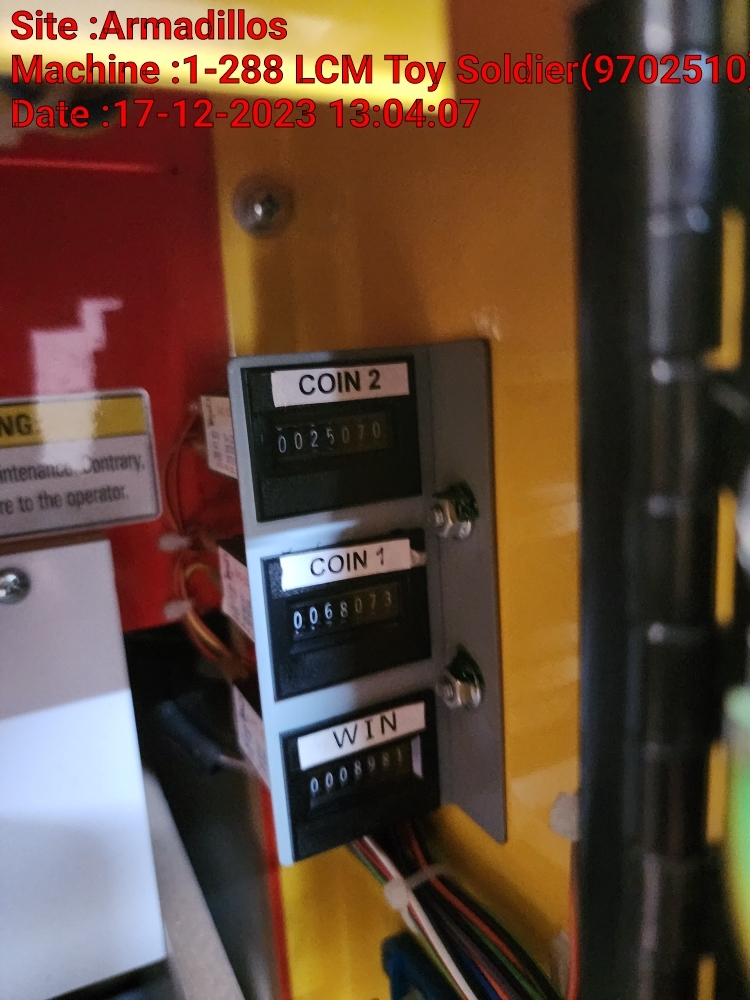 Site :Armadillos
Machine :1-288 LCM Toy Soldier(9702510)
Date :17-12-2023 13:04:07
NG:
intenance. Contrary,
re to the operator.
COIN 2
0025070
COIN 1
0068073
WIN
0008981